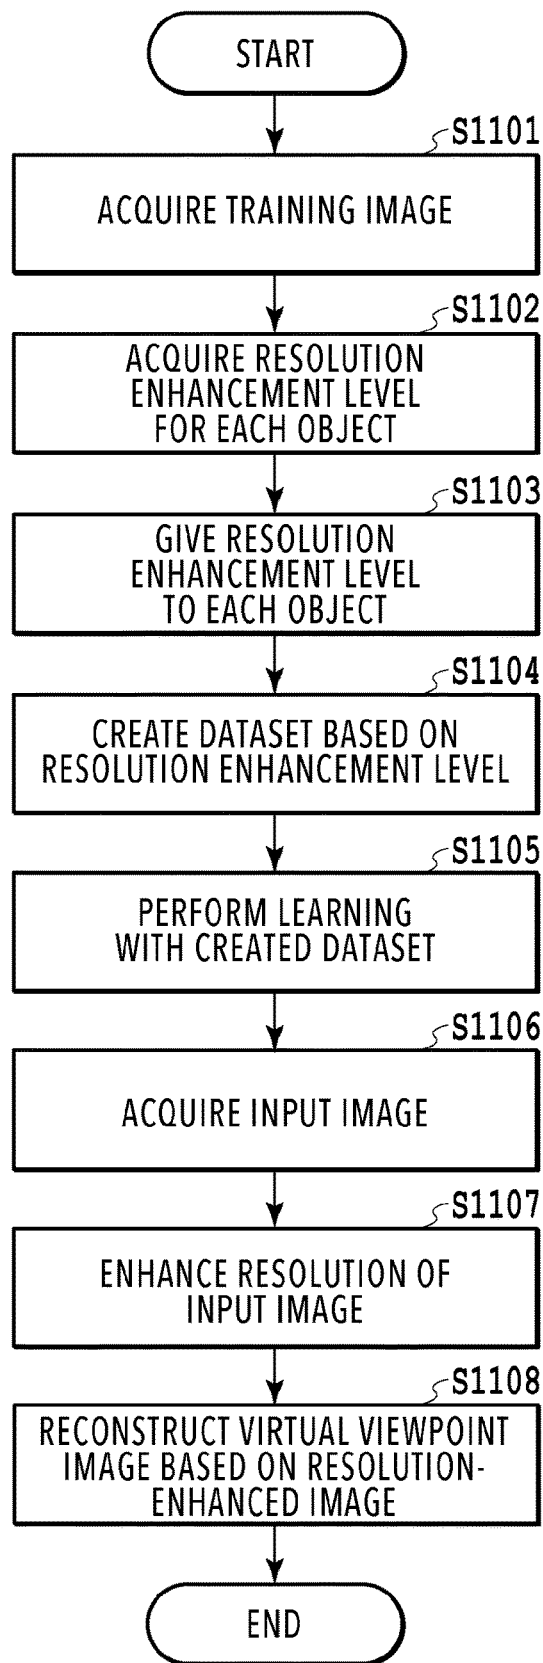 START
S1101
ACQUIRE TRAINING IMAGE
S1102
ACQUIRE RESOLUTION
ENHANCEMENT LEVEL
FOR EACH OBJECT
S1103
GIVE RESOLUTION
ENHANCEMENT LEVEL
TO EACH OBJECT
S1104
CREATE DATASET BASED ON
RESOLUTION ENHANCEMENT LEVEL
S1105
PERFORM LEARNING
WITH CREATED DATASET
S1106
ACQUIRE INPUT IMAGE
S1107
ENHANCE RESOLUTION OF
INPUT IMAGE
S1108
RECONSTRUCT VIRTUAL VIEWPOINT
IMAGE BASED ON RESOLUTION-
ENHANCED IMAGE
END